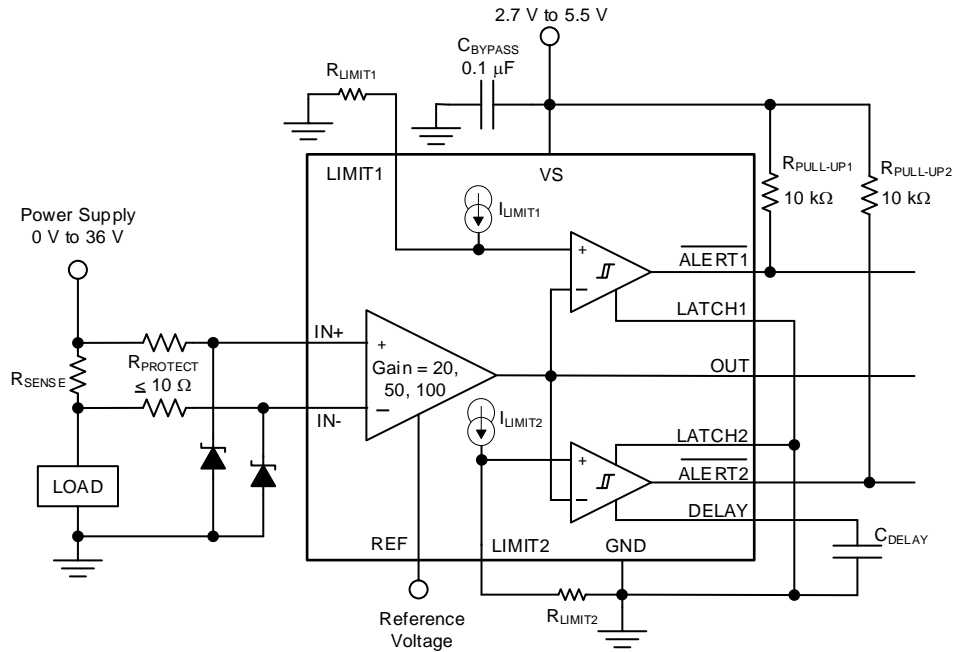 2.7 V to 5.5 V
CBYPASS
0.1 μF
RLIMIT1
LIMIT1
VS
RPULL-UP1
10 kΩ
RPULL-UP2
10 kΩ
Power Supply
0 V to 36 V
ILIMIT1
+
−
ALERT1
LATCH1
IN+
RPROTECT
≤ 10 Ω
RSENSE
+
Gain = 20,
50, 100
−
OUT
IN-
ILIMIT2
LATCH2
+
−
ALERT2
LOAD
DELAY
CDELAY
REF
LIMIT2
GND
RLIMIT2
Reference
Voltage